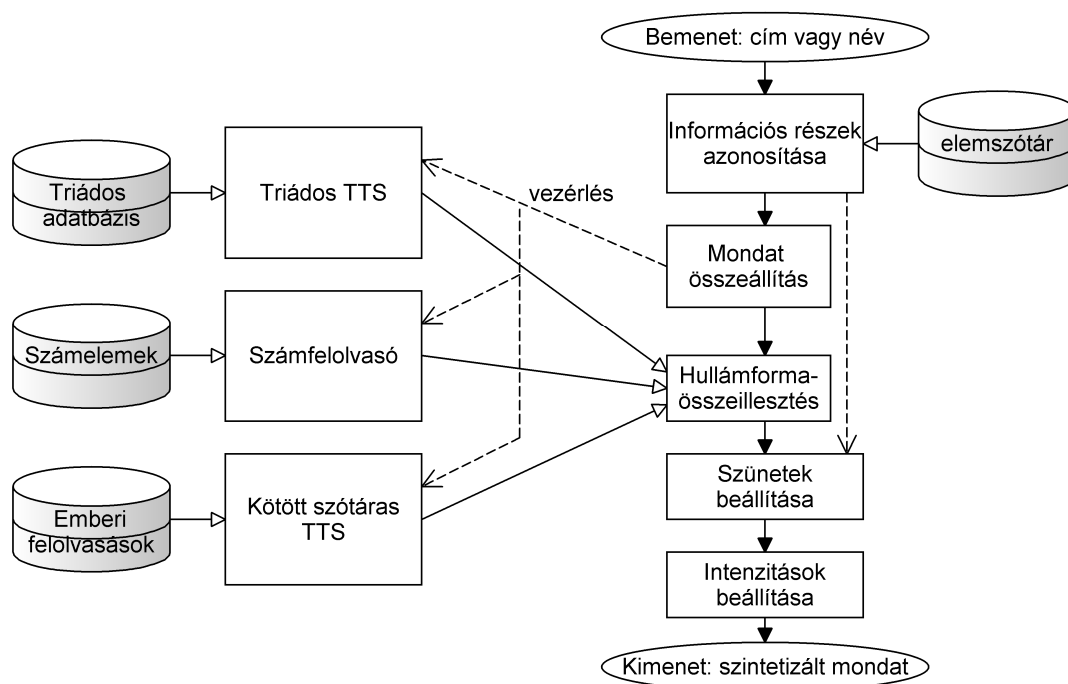 Bemenet: cím vagy név
Információs részek
azonosítása
elemszótár
Triádos
adatbázis
Triádos TTS
vezérlés
Mondat
összeállítás
Számelemek
Számfelolvasó
Hullámforma-
összeillesztés
Emberi
felolvasások
Kötött szótáras
TTS
Szünetek
beállítása
Intenzitások
beállítása
Kimenet: szintetizált mondat